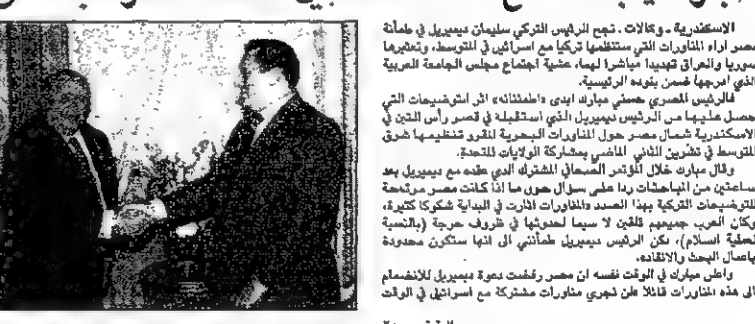 الاسكندرية ـ وكالات . نجح الرئيس التركي سليمان ديميريل في طمأنة
مصر ازاء المناورات التي ستنظمها تركيا مع اسرائيل في المتوسط، وتعتبرها
سوريا والعراق تهديدا مباشرا لهما، عشية اجتماع مجلس الجامعة العربية
الذي ادرجها ضمن بنوده الرئيسية.
فالرئيس المصري حسني مبارك ابدى «اطمئنانه» اثر التوضيحات التي
حصل عليها من الرئيس ديميريل الذي استقبله في قصر رأس التين في
الاسكندرية شمال مصر حول المناورات البحرية المقرر تنظيمها شرق
المتوسط في تشرين الثاني الماضي بمشاركة الولايات المتحدة.
وقال مبارك خلال المؤتمر الصحافي المشترك الذي عقده مع ديميريل بعد
ساعتين من المباحثات ردا على سؤال حول ما اذا كانت مصر مرتاحة
للتوضيحات التركية بهذا الصدد «المناورات اثارت في البداية شكوكا كثيرة،
وكان العرب جميعهم قلقين لا سيما لحدوثها في ظروف حرجة (بالنسبة
لعملية السلام)، لكن الرئيس ديميريل طمأنني الى انها ستكون محدودة
باعمال البحث والانقاذ».
واعلن مبارك في الوقت نفسه ان مصر رفضت دعوة ديميريل للانضمام
الى هذه المناورات قائلا «لن نجري مناورات مشتركة مع اسرائيل في الوقت